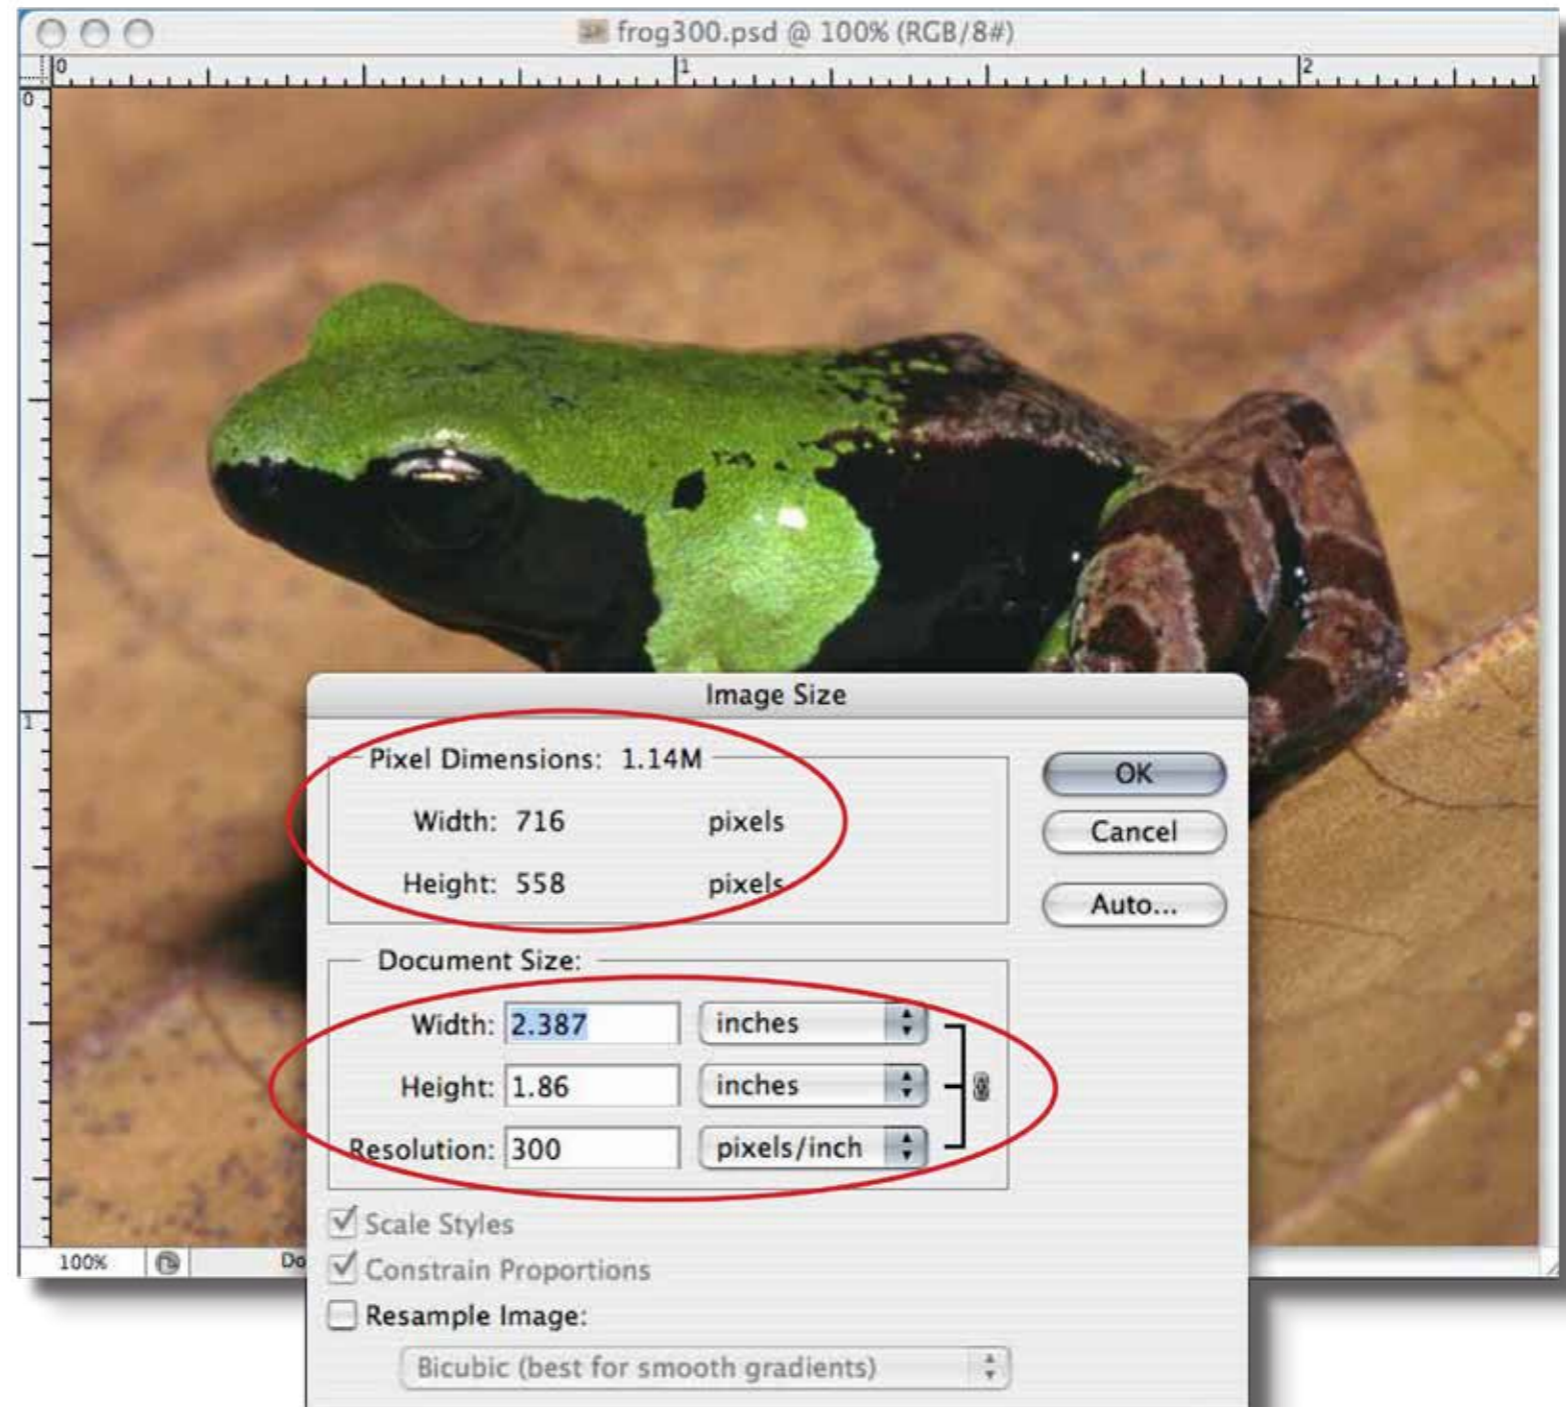 frog300.psd @ 100% (RGB/8#)
0 1 2
0
1
Image Size
Pixel Dimensions: 1.14M
Width: 716 pixels
Height: 558 pixels
OK
Cancel
Auto...
Document Size:
Width: 2.387 inches
Height: 1.86 inches
Resolution: 300 pixels/inch
100% Do
Scale Styles
Constrain Proportions
Resample Image:
Bicubic (best for smooth gradients)